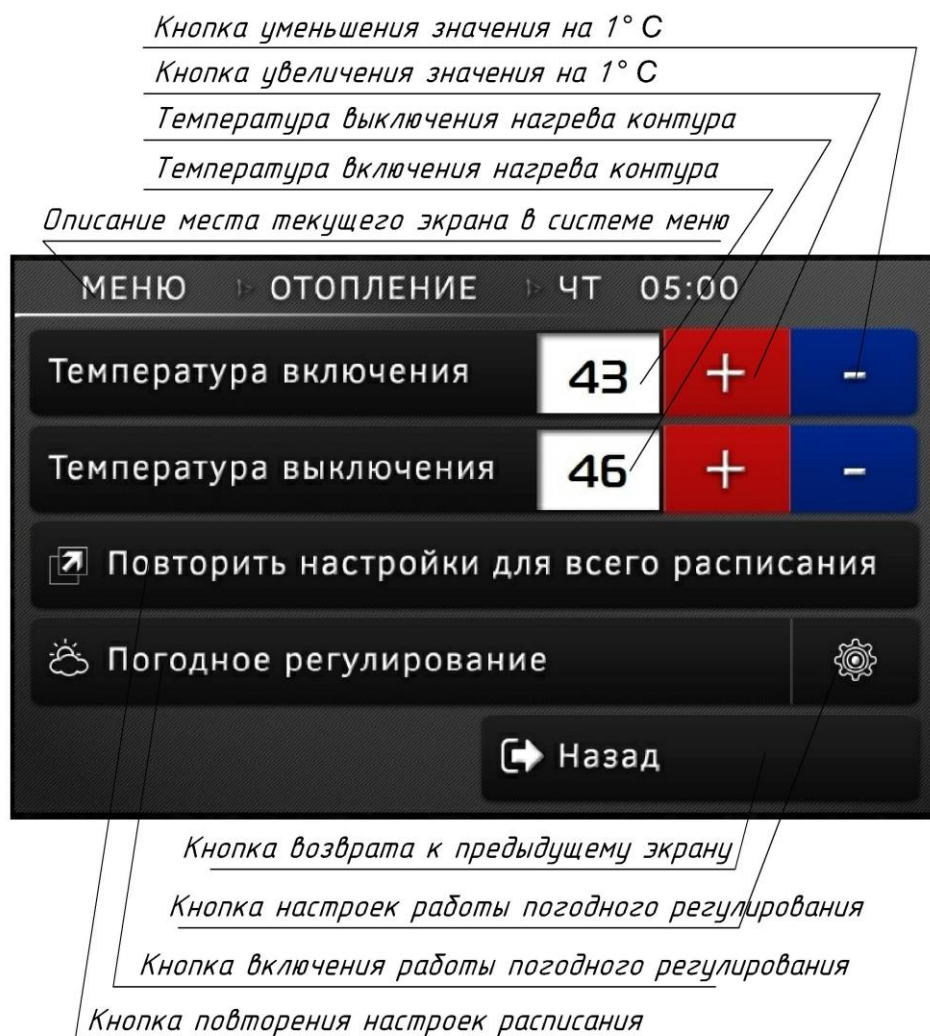 Кнопка уменьшения значения на 1° С
Кнопка увеличения значения на 1° С
Температура выключения нагрева контура
Температура включения нагрева контура
Описание места текущего экрана в системе меню
МЕНЮ ОТОПЛЕНИЕ ЧТ 05:00
Температура включения 43 + -
Температура выключения 46 + -
Повторить настройки для всего расписания
Погодное регулирование
Назад
Кнопка возврата к предыдущему экрану
Кнопка настроек работы погодного регулирования
Кнопка включения работы погодного регулирования
Кнопка повторения настроек расписания